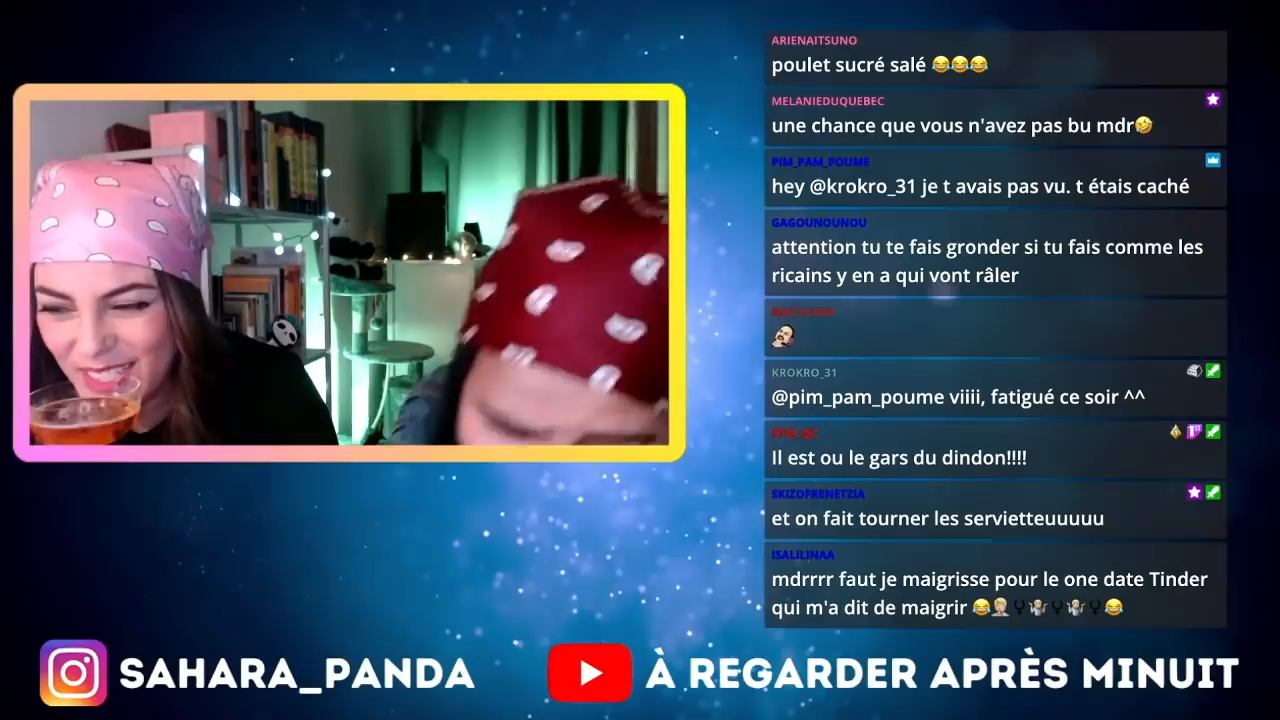 ARIENAITSUNO
poulet sucré salé 😂😂😂
MELANIEDUQUEBEC
une chance que vous n'avez pas bu mdr🤣
PIM_PAM_POUME
hey @krokro_31 je t avais pas vu. t étais caché
GAGOUNOUNOU
attention tu te fais gronder si tu fais comme les
ricains y en a qui vont râler
KROKRO_31
@pim_pam_poume viiii, fatigué ce soir ^^
Il est ou le gars du dindon!!!!
SKIZOFRENETZIA
et on fait tourner les servietteuuuuu
ISALILINAA
mdrrrr faut je maigrisse pour le one date Tinder
qui m'a dit de maigrir 😂🤦🏼♀🤷🏼♀🤷🏼♀😂
SAHARA_PANDA
À REGARDER APRÈS MINUIT